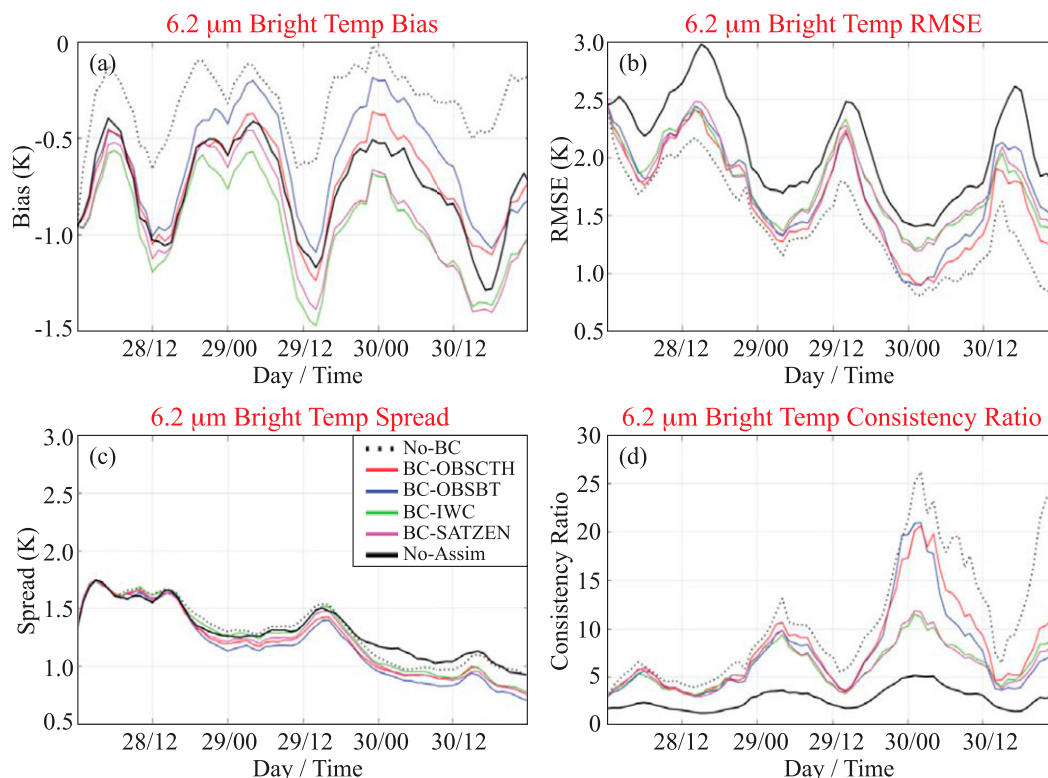 6.2 μm Bright Temp Bias
(a)
0
-0.5
-1.0
-1.5
Bias (K)
28/12 29/00 29/12 30/00 30/12
Day / Time
6.2 μm Bright Temp RMSE
(b)
3.0
2.5
2.0
1.5
1.0
0.5
RMSE (K)
28/12 29/00 29/12 30/00 30/12
Day / Time
6.2 μm Bright Temp Spread
(c)
3.0
2.5
2.0
1.5
1.0
0.5
Spread (K)
No-BC
BC-OBSCTH
BC-OBSBT
BC-IWC
BC-SATZEN
No-Assim
28/12 29/00 29/12 30/00 30/12
Day / Time
6.2 μm Bright Temp Consistency Ratio
(d)
30
25
20
15
10
5
0
Consistency Ratio
28/12 29/00 29/12 30/00 30/12
Day / Time